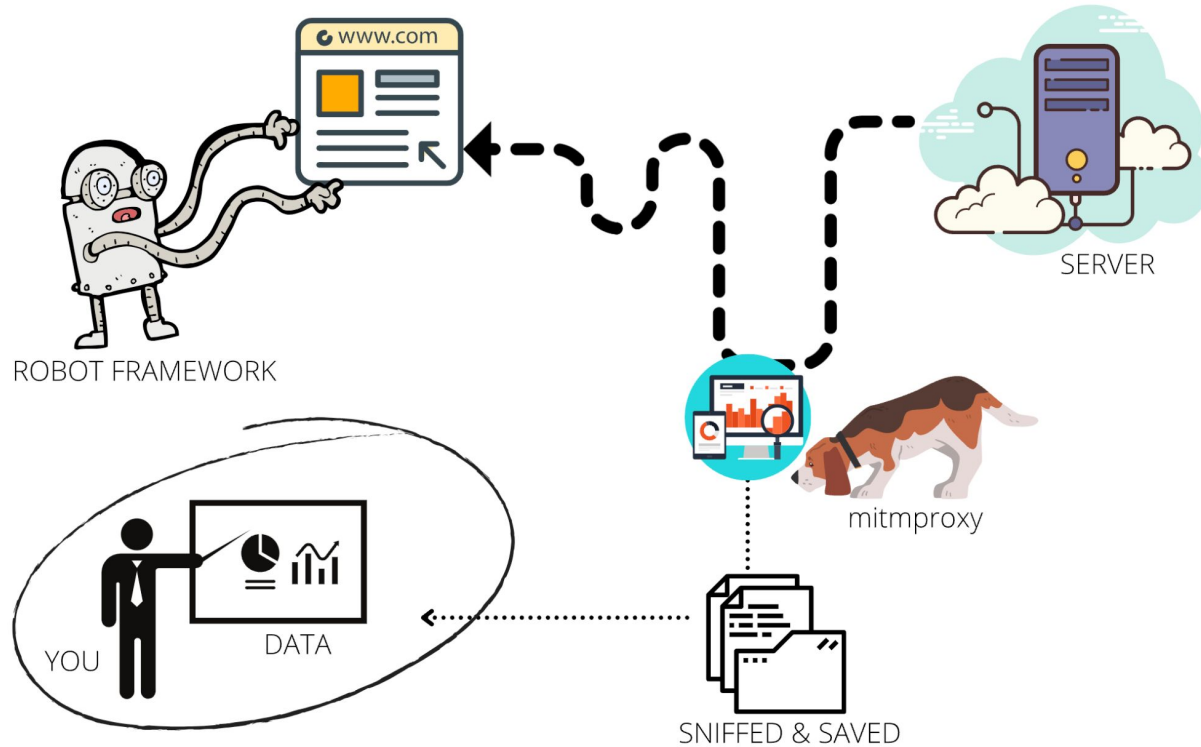 www.com
SERVER
ROBOT FRAMEWORK
mitmproxy
DATA
YOU
SNIFFED & SAVED